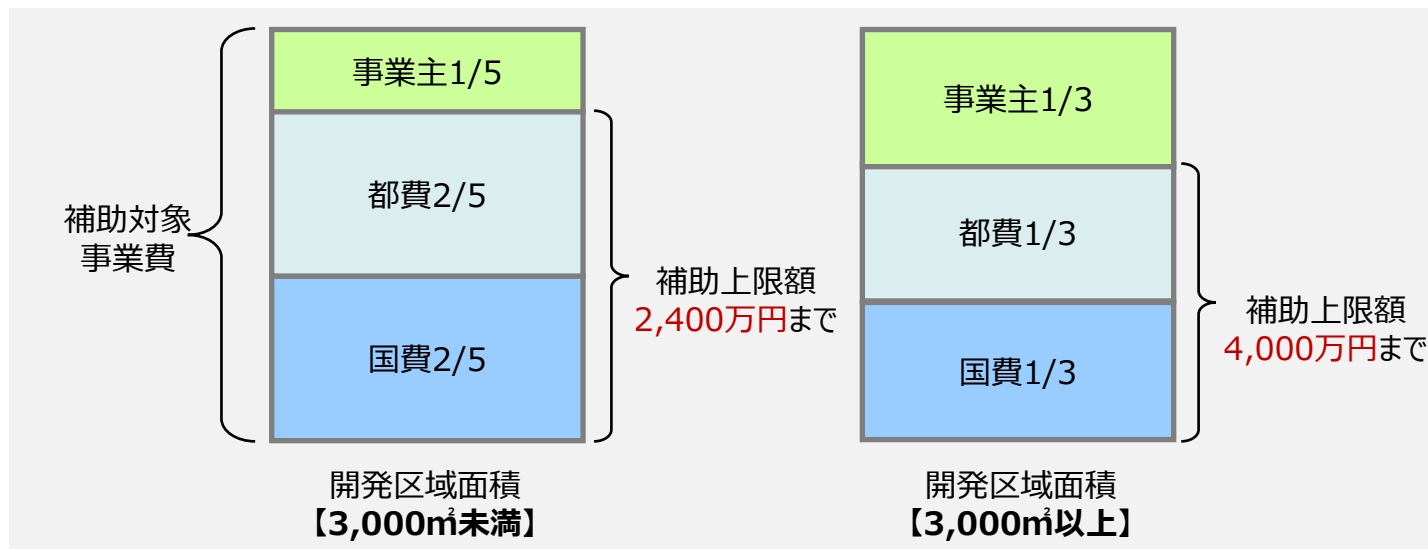 補助対象
事業費
事業主1/5
都費2/5
国費2/5
補助上限額
2,400万円まで
開発区域面積
【3,000㎡未満】
事業主1/3
都費1/3
国費1/3
補助上限額
4,000万円まで
開発区域面積
【3,000㎡以上】